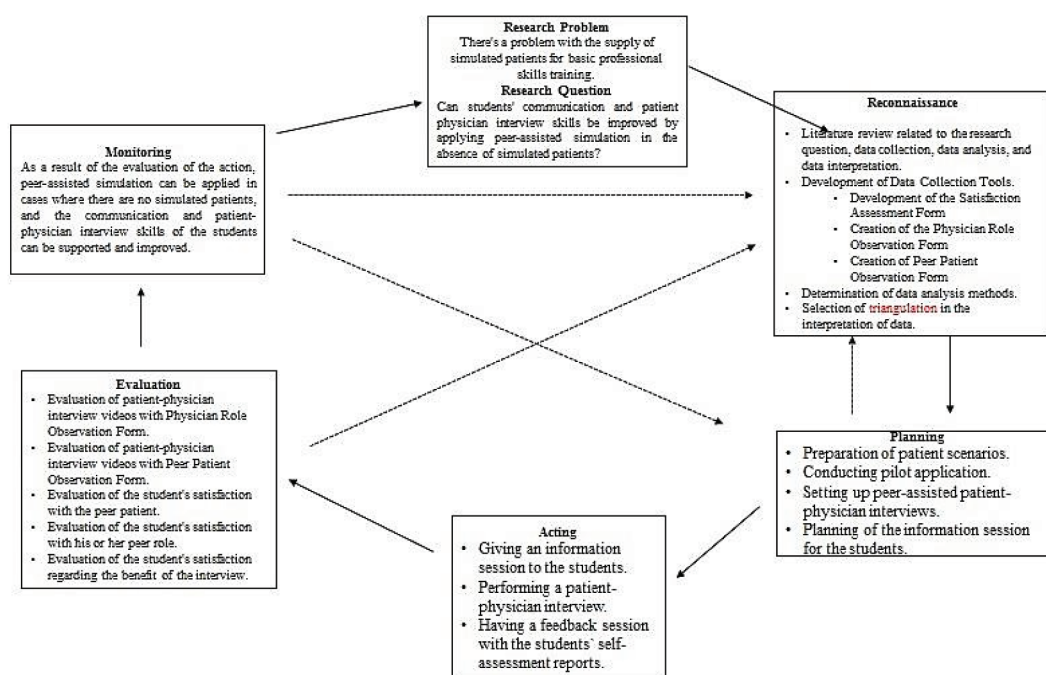 Research Problem
There's a problem with the supply of
simulated patients for basic professional
skills training.
Research Question
Can students' communication and patient
physician interview skills be improved by
applying peer-assisted simulation in the
absence of simulated patients?
Reconnaissance
• Literature review related to the research
question, data collection, data analysis, and
data interpretation.
• Development of Data Collection Tools.
• Development of the Satisfaction
Assessment Form
• Creation of the Physician Role
Observation Form
• Creation of Peer Patient
Observation Form
• Determination of data analysis methods.
• Selection of triangulation in the
interpretation of data.
Planning
• Preparation of patient scenarios.
• Conducting pilot application.
• Setting up peer-assisted patient-
physician interviews.
• Planning of the information session
for the students.
Acting
• Giving an information
session to the students.
• Performing a patient-
physician interview.
• Having a feedback session
with the students` self-
assessment reports.
Evaluation
• Evaluation of patient-physician
interview videos with Physician Role
Observation Form.
• Evaluation of patient-physician
interview videos with Peer Patient
Observation Form.
• Evaluation of the student's satisfaction
with the peer patient.
• Evaluation of the student's satisfaction
with his or her peer role.
• Evaluation of the student's satisfaction
regarding the benefit of the interview.
Monitoring
As a result of the evaluation of the action,
peer-assisted simulation can be applied in
cases where there are no simulated patients,
and the communication and patient-
physician interview skills of the students
can be supported and improved.